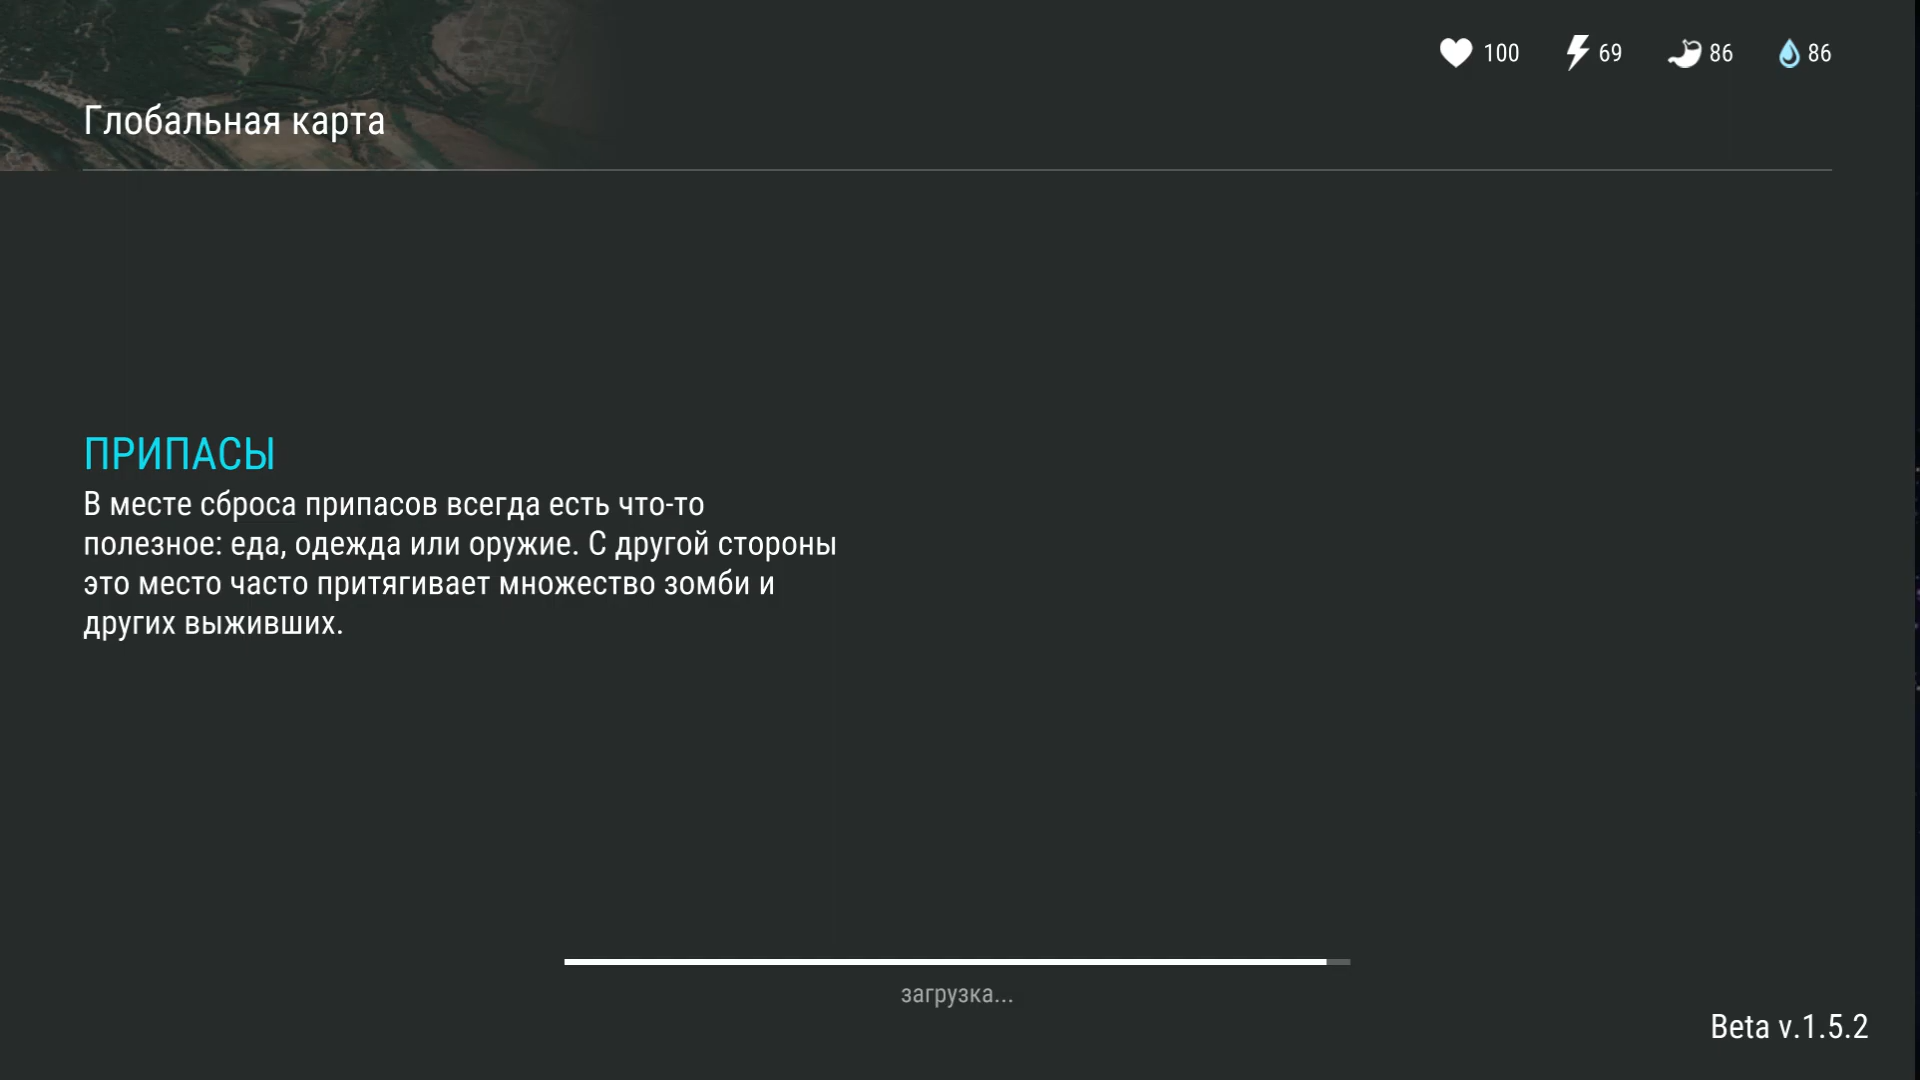 100 69 86 86
Глобальная карта
ПРИПАСЫ
В месте сброса припасов всегда есть что-то
полезное: еда, одежда или оружие. С другой стороны
это место часто притягивает множество зомби и
других выживших.
загрузка...
Beta v.1.5.2